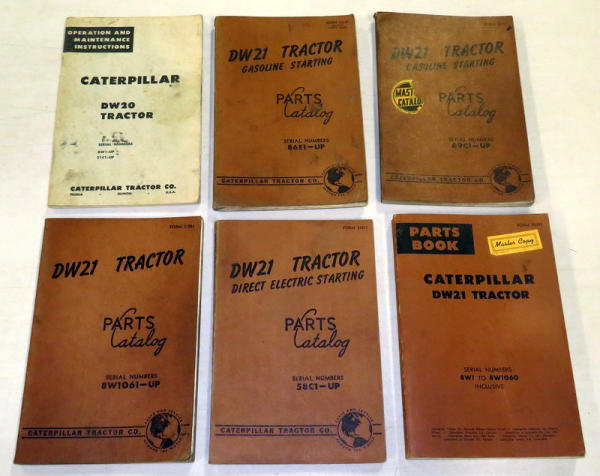 OPERATION AND
MAINTENANCE
INSTRUCTIONS
CATERPILLAR
DW20
TRACTOR
CATERPILLAR TRACTOR CO.
DW21 TRACTOR
GASOLINE STARTING
PARTS
Catalog
SERIAL NUMBERS
86E1-UP
CATERPILLAR TRACTOR CO.
DW21 TRACTOR
GASOLINE STARTING
MAST
CATALO
PARTS
Catalog
SERIAL NUMBERS
69C1-UP
CATERPILLAR TRACTOR CO.
DW21 TRACTOR
PARTS
Catalog
SERIAL NUMBERS
8W1061-UP
CATERPILLAR TRACTOR CO.
DW21 TRACTOR
DIRECT ELECTRIC STARTING
PARTS
Catalog
SERIAL NUMBERS
58C1-UP
CATERPILLAR TRACTOR CO.
PARTS
BOOK
Master Copy
CATERPILLAR
DW21 TRACTOR
SERIAL NUMBERS
8W1 TO 8W1060
INCLUSIVE